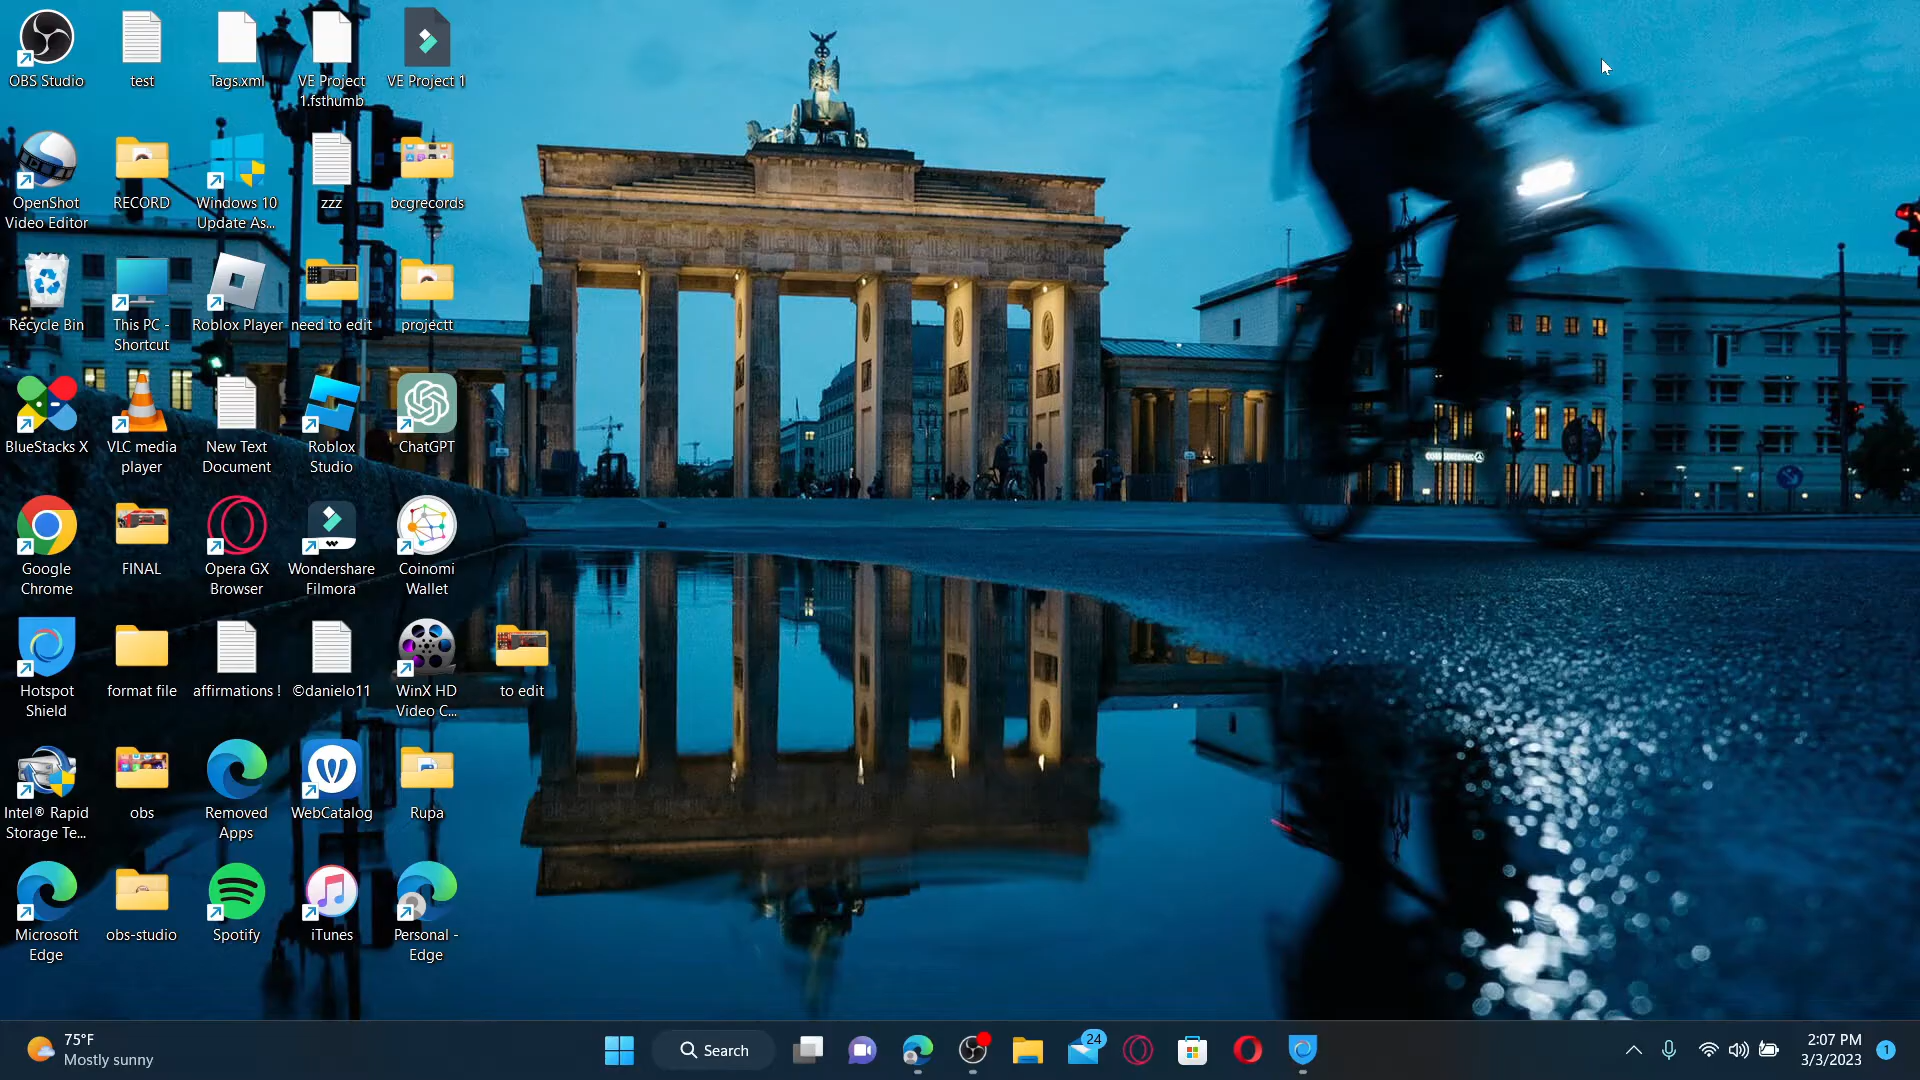 OBS Studio
test
Tags.xml
VE Project
1.fsthumb
VE Project 1
OpenShot
Video Editor
RECORD
Windows 10
Update As...
zzz
bcgrecords
Recycle Bin
This PC -
Shortcut
Roblox Player
need to edit
projectt
BlueStacks X
VLC media
player
New Text
Document
Roblox
Studio
ChatGPT
Google
Chrome
FINAL
Opera GX
Browser
Wondershare
Filmora
Coinomi
Wallet
Hotspot
Shield
format file
affirmations !
©danielo11
WinX HD
Video C...
to edit
Intel® Rapid
Storage Te...
obs
Removed
Apps
WebCatalog
Rupa
Microsoft
Edge
obs-studio
Spotify
iTunes
Personal -
Edge
75°F
Mostly sunny
Search
24
2:07 PM
3/3/2023
1